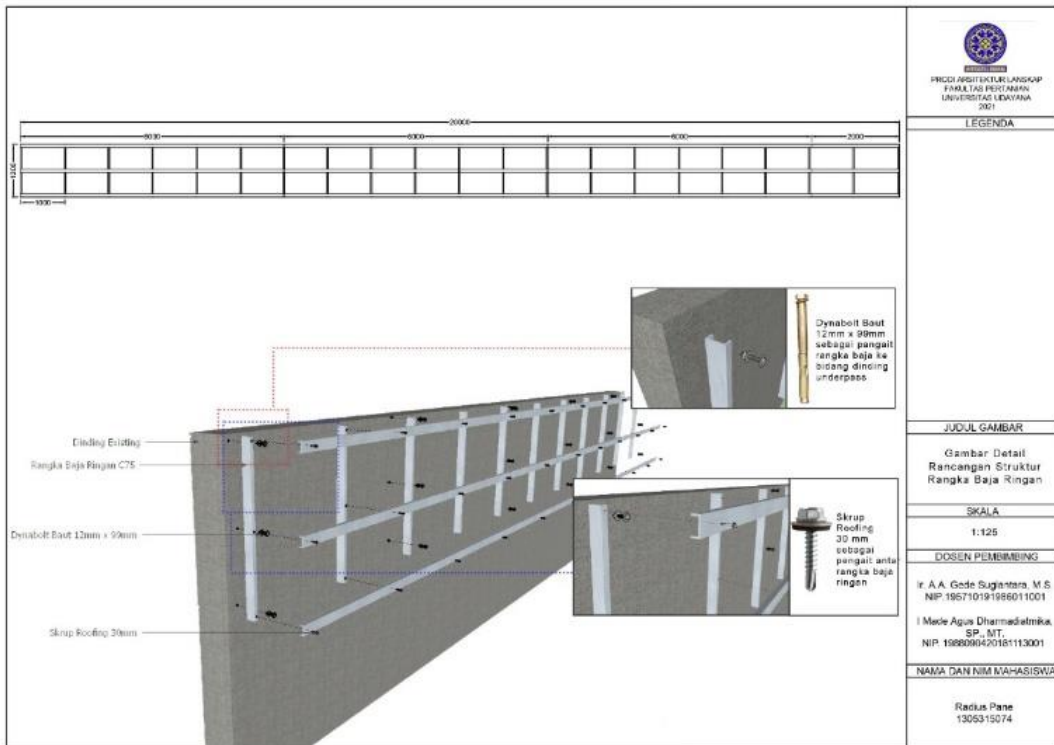 20000
6000
6000
6000
2000
1200
1000
Dinding Existing
Rangka Baja Ringan C75
Dynabolt Baut 12mm x 99mm
Skrup Roofing 30mm
Dynabolt Baut
12mm x 99mm
sebagai pangait
rangka baja ke
bidang dinding
underpass
Skrup
Roofing
30 mm
sebagai
pengait antar
rangka baja
ringan
PRODI ARSITEKTUR LANSKAP
FAKULTAS PERTANIAN
UNIVERSITAS UDAYANA
2021
LEGENDA
JUDUL GAMBAR
Gambar Detail
Rancangan Struktur
Rangka Baja Ringan
SKALA
1:125
DOSEN PEMBIMBING
Ir. A.A. Gede Sugiantara, M.S
NIP.195710191986011001
I Made Agus Dharmadiatmika,
SP., MT.
NIP. 1988090420181113001
NAMA DAN NIM MAHASISWA
Radius Pane
1305315074